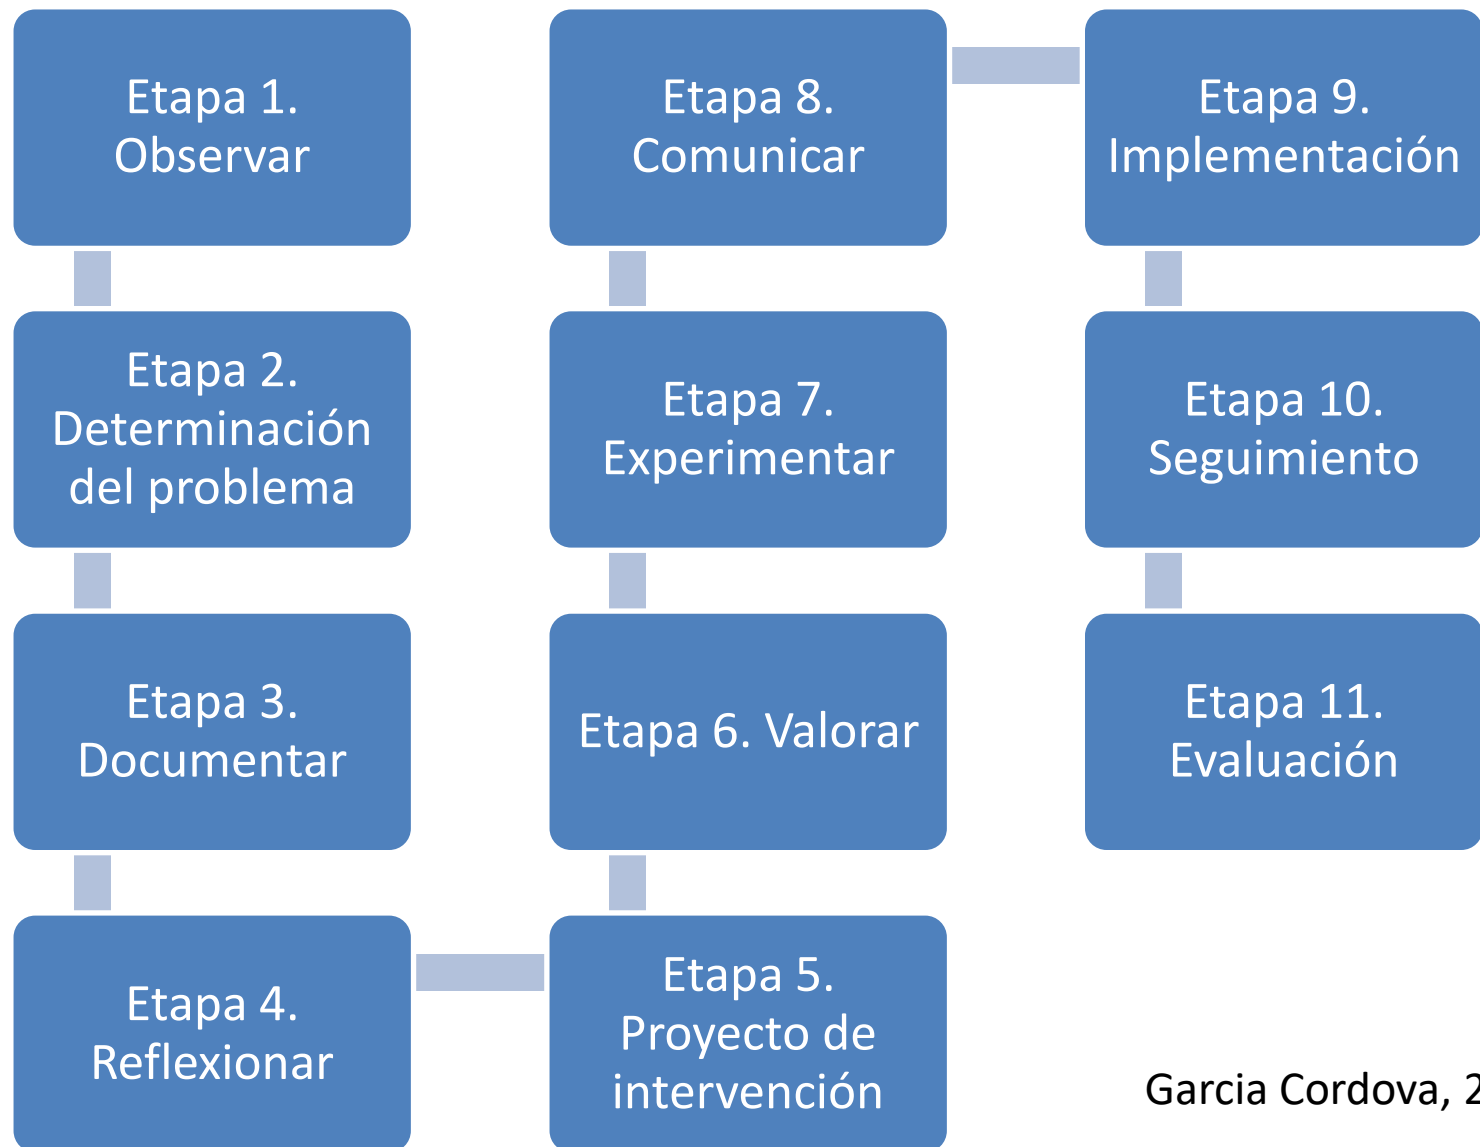 Etapa 1.
Observar
Etapa 2.
Determinación
del problema
Etapa 3.
Documentar
Etapa 4.
Reflexionar
Etapa 5.
Proyecto de
intervención
Etapa 6. Valorar
Etapa 7.
Experimentar
Etapa 8.
Comunicar
Etapa 9.
Implementación
Etapa 10.
Seguimiento
Etapa 11.
Evaluación
Garcia Cordova,